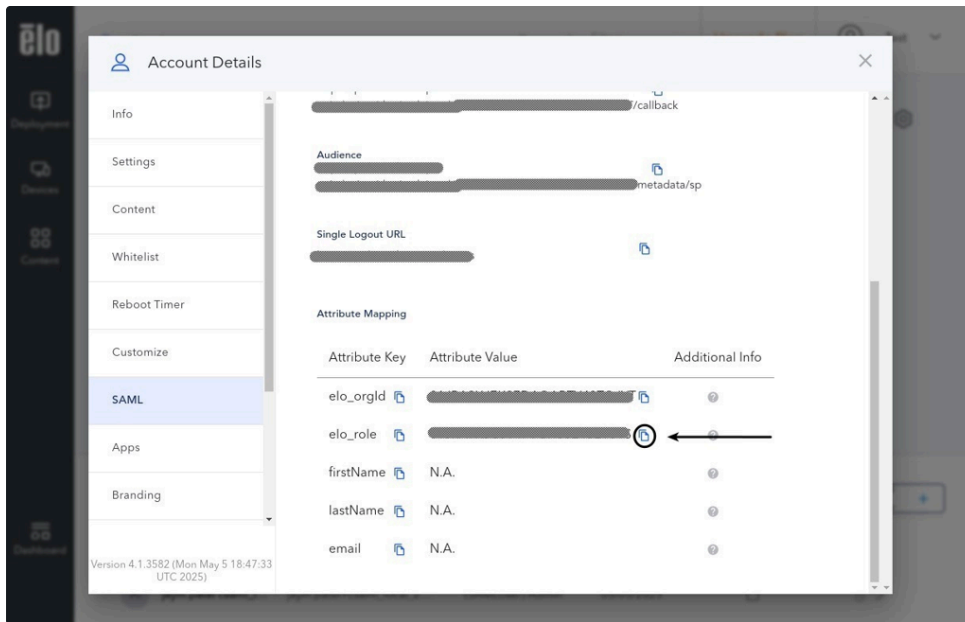 ēlo
Account Details
Deployment
Devices
Content
Dashboard
Info
Settings
Content
Whitelist
Reboot Timer
Customize
SAML
Apps
Branding
Version 4.1.3582 (Mon May 5 18:47:33
UTC 2025)
/callback
Audience
metadata/sp
Single Logout URL
Attribute Mapping
Attribute Key Attribute Value Additional Info
elo_orgId
elo_role
firstName N.A.
lastName N.A.
email N.A.